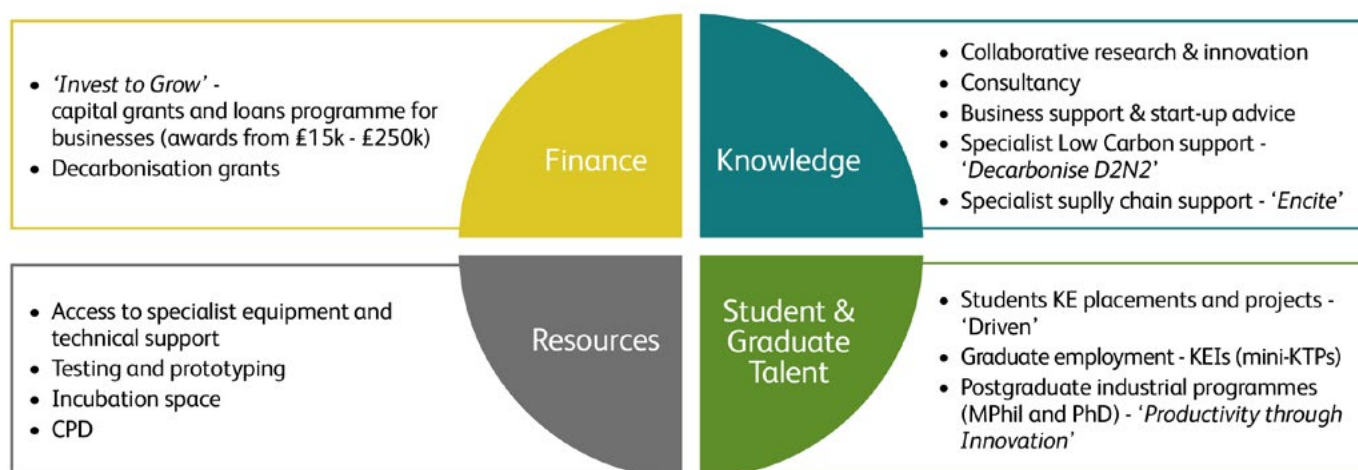 • ‘Invest to Grow’ -
capital grants and loans programme for
businesses (awards from £15k - £250k)
• Decarbonisation grants
Finance
Knowledge
• Collaborative research & innovation
• Consultancy
• Business support & start-up advice
• Specialist Low Carbon support -
‘Decarbonise D2N2’
• Specialist suplly chain support - ‘Encite’
• Access to specialist equipment and
technical support
• Testing and prototyping
• Incubation space
• CPD
Resources
Student &
Graduate
Talent
• Students KE placements and projects -
‘Driven’
• Graduate employment - KEIs (mini-KTPs)
• Postgraduate industrial programmes
(MPhil and PhD) - ‘Productivity through
Innovation’